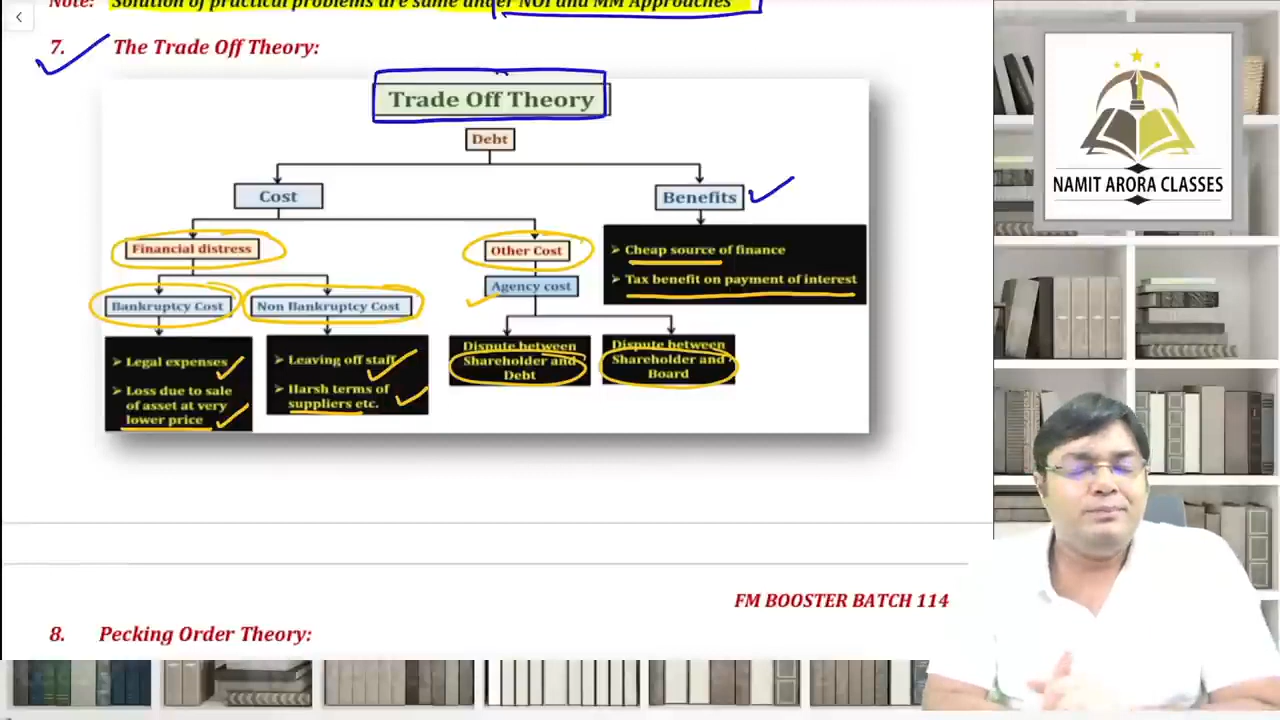 Note: Solution of practical problems are same under NOI and MM Approaches
7. The Trade Off Theory:
Trade Off Theory
Debt
Cost
Benefits
Financial distress
Other Cost
➢ Cheap source of finance
➢ Tax benefit on payment of interest
Bankruptcy Cost
Non Bankruptcy Cost
Agency cost
➢ Legal expenses
➢ Loss due to sale
of asset at very
lower price
➢ Leaving off staff
➢ Harsh terms of
suppliers etc.
Dispute between
Shareholder and
Debt
Dispute between
Shareholder and
Board
NAMIT ARORA CLASSES
FM BOOSTER BATCH 114
8. Pecking Order Theory: